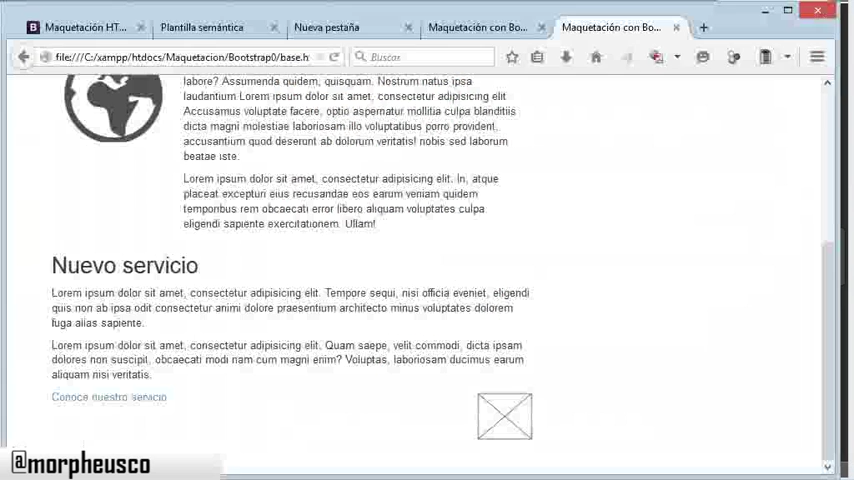 Maquetación HT...
Plantilla semántica
Nueva pestaña
Maquetación con Bo...
Maquetación con Bo...
file:///C:/xampp/htdocs/Maquetacion/Bootstrap0/base.h
Buscar
labore? Assumenda quidem, quisquam. Nostrum natus ipsa
laudantium Lorem ipsum dolor sit amet, consectetur adipisicing elit
Accusamus voluptate facere, optio aspernatur mollitia culpa blanditiis
dicta magni molestiae laboriosam illo voluptatibus porro provident,
accusantium quod deserunt ab dolorum veritatis! nobis sed laborum
beatae iste.
Lorem ipsum dolor sit amet, consectetur adipisicing elit. In, atque
placeat excepturi eius recusandae eos earum veniam quidem
temporibus rem obcaecati error libero aliquam voluptates culpa
eligendi sapiente exercitationem. Ullam!
Nuevo servicio
Lorem ipsum dolor sit amet, consectetur adipisicing elit. Tempore sequi, nisi officia eveniet, eligendi
quis non ab ipsa odit consectetur animi dolore praesentium architecto minus voluptates dolorem
fuga alias sapiente.
Lorem ipsum dolor sit amet, consectetur adipisicing elit. Quam saepe, velit commodi, dicta ipsam
dolores non suscipit, obcaecati modi nam cum magni enim? Voluptas, laboriosam ducimus earum
aliquam nisi veritatis.
Conoce nuestro servicio
@morpheusco